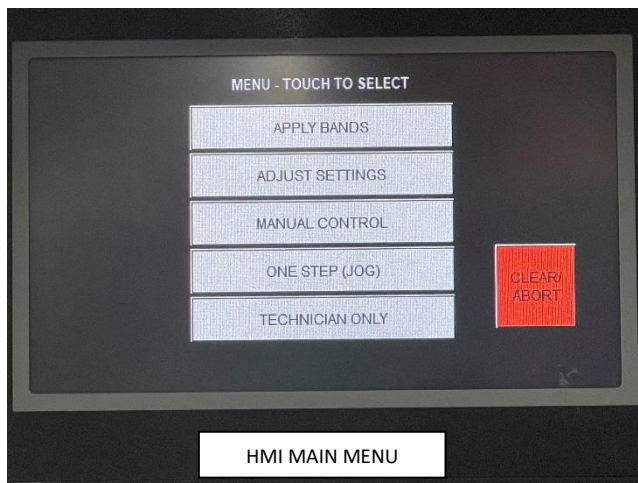 MENU - TOUCH TO SELECT
APPLY BANDS
ADJUST SETTINGS
MANUAL CONTROL
ONE STEP (JOG)
CLEAR/
ABORT
TECHNICIAN ONLY
HMI MAIN MENU